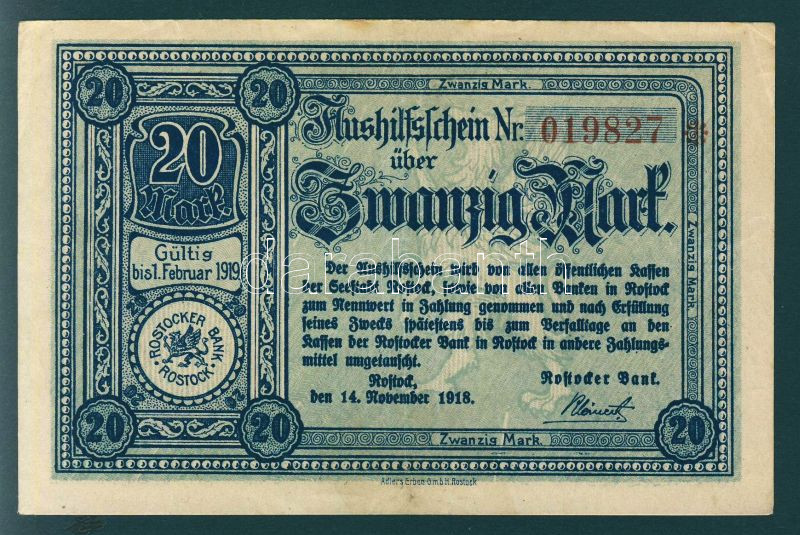 20
20
Zwanzig Mark.
20
Mark
Gültig
bis 1. Februar 1919.
ROSTOCKER BANK
ROSTOCK
20
20
20
Aushilfsschein Nr. 019827 *
über
Zwanzig Mark.
Der Aushilfsschein wird von allen öffentlichen Kassen
der Seestadt Rostock, sowie von allen Banken in Rostock
zum Nennwert in Zahlung genommen und nach Erfüllung
seines Zwecks spätestens bis zum Verfalltage an den
Kassen der Rostocker Bank in Rostock in andere Zahlungs-
mittel umgetauscht.
Rostock,
den 14. November 1918.
Rostocker Bank.
Zwanzig Mark.
Zwanzig Mark.
Adlers Erben G.m.b.H. Rostock
darabanth